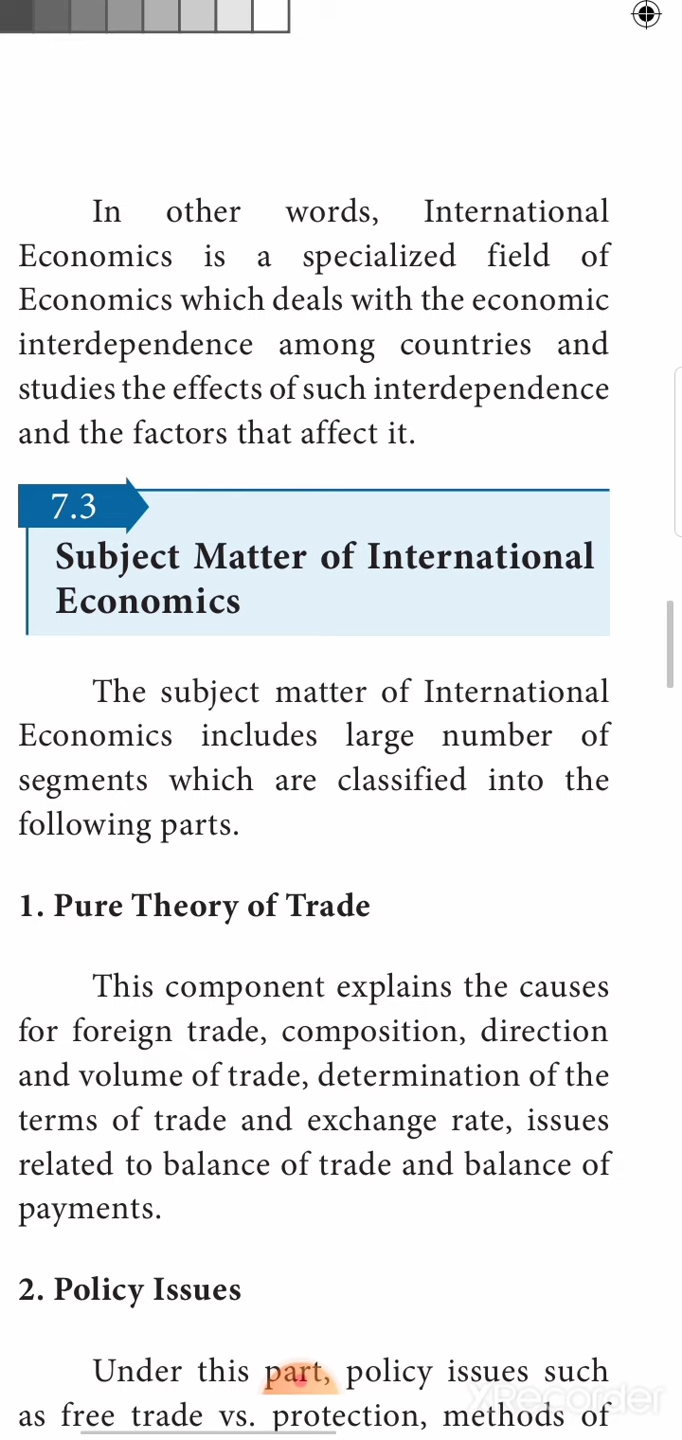 In other words, International
Economics is a specialized field of
Economics which deals with the economic
interdependence among countries and
studies the effects of such interdependence
and the factors that affect it.
7.3
Subject Matter of International
Economics
The subject matter of International
Economics includes large number of
segments which are classified into the
following parts.
1. Pure Theory of Trade
This component explains the causes
for foreign trade, composition, direction
and volume of trade, determination of the
terms of trade and exchange rate, issues
related to balance of trade and balance of
payments.
2. Policy Issues
Under this part, policy issues such
as free trade vs. protection, methods of
XRecorder